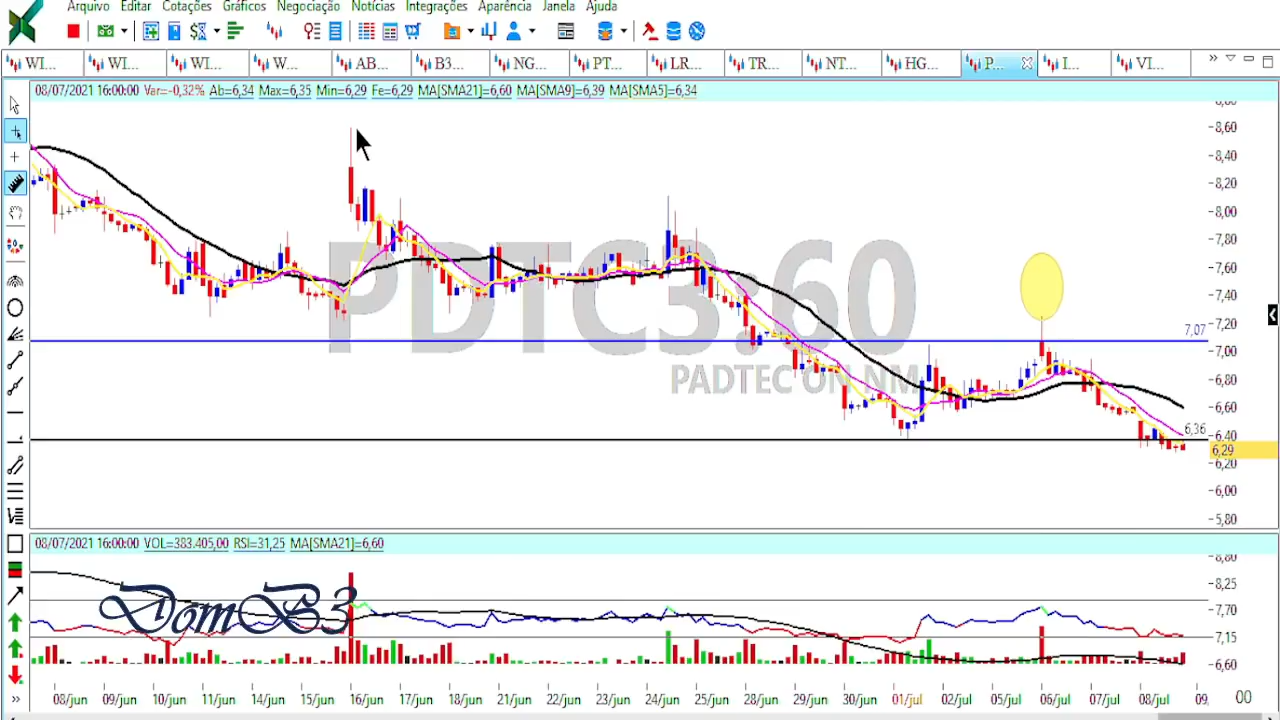 Arquivo Editar Cotações Gráficos Negociação Notícias Integrações Aparência Janela Ajuda
WI... WI... WI... W... AB... B3... NG... PT... LR... TR... NT... HG... P... I... VI...
08/07/2021 16:00:00 Var=-0,32% Ab=6,34 Max=6,35 Min=6,29 Fe=6,29 MA[SMA21]=6,60 MA[SMA9]=6,39 MA[SMA5]=6,34
8,60
8,40
8,20
8,00
7,80
7,60
7,40
7,20
7,07
7,00
6,80
6,60
6,36
6,40
6,29
6,20
6,00
5,80
PDTC3:60
PADTEC ON NM
08/07/2021 16:00:00 VOL=383.405,00 RSI=31,25 MA[SMA21]=6,60
8,80
8,25
7,70
7,15
6,60
DomB3
08/jun 09/jun 10/jun 11/jun 14/jun 15/jun 16/jun 17/jun 18/jun 21/jun 22/jun 23/jun 24/jun 25/jun 28/jun 29/jun 30/jun 01/jul 02/jul 05/jul 06/jul 07/jul 08/jul 09, 00